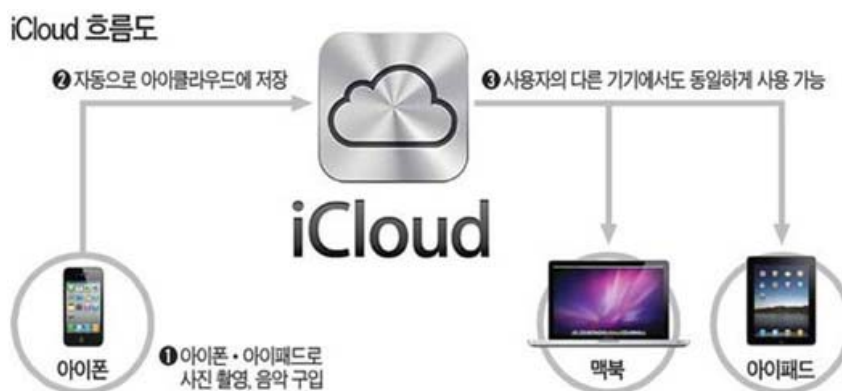 iCloud 흐름도
❷ 자동으로 아이클라우드에 저장
❸ 사용자의 다른 기기에서도 동일하게 사용 가능
iCloud
아이폰
❶ 아이폰・아이패드로
사진 촬영, 음악 구입
맥북
아이패드